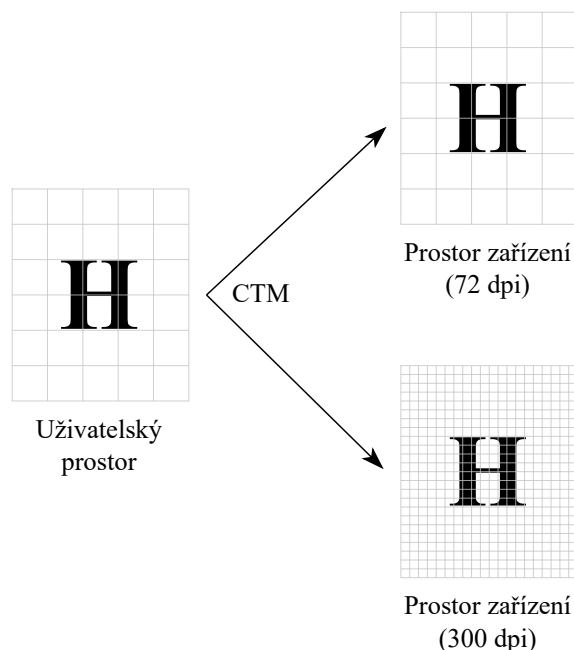 H
Prostor zařízení
(72 dpi)
H
CTM
Uživatelský
prostor
H
Prostor zařízení
(300 dpi)